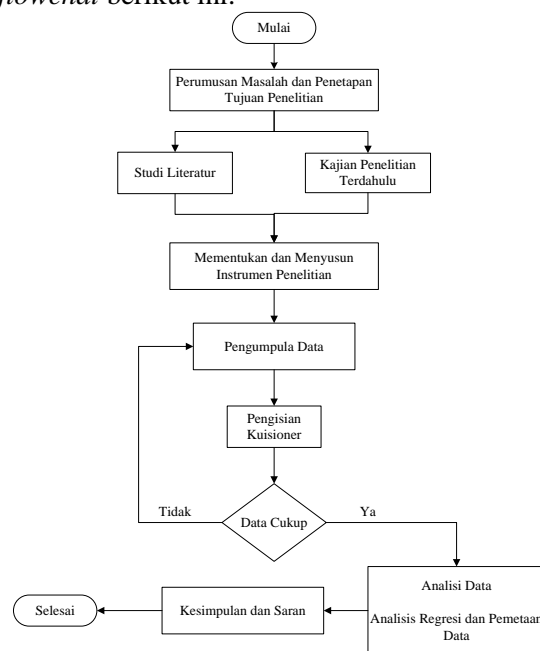 berikut ini:
Mulai
Perumusan Masalah dan Penetapan
Tujuan Penelitian
Studi Literatur
Kajian Penelitian
Terdahulu
Mementukan dan Menyusun
Instrumen Penelitian
Pengumpula Data
Pengisian
Kuisioner
Tidak
Data Cukup
Ya
Analisi Data
Analisis Regresi dan Pemetaan
Data
Kesimpulan dan Saran
Selesai